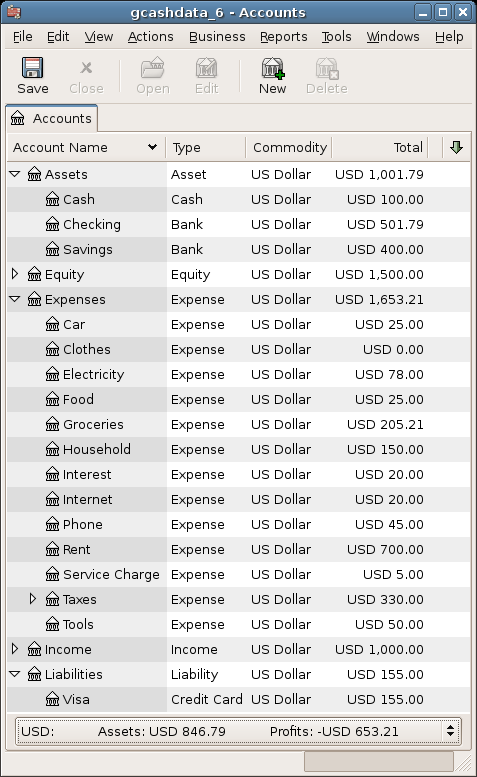 gcashdata_6 - Accounts
File Edit View Actions Business Reports Tools Windows Help
Save Close Open Edit New Delete
Accounts
Account Name Type Commodity Total
Assets Asset US Dollar USD 1,001.79
Cash Cash US Dollar USD 100.00
Checking Bank US Dollar USD 501.79
Savings Bank US Dollar USD 400.00
Equity Equity US Dollar USD 1,500.00
Expenses Expense US Dollar USD 1,653.21
Car Expense US Dollar USD 25.00
Clothes Expense US Dollar USD 0.00
Electricity Expense US Dollar USD 78.00
Food Expense US Dollar USD 25.00
Groceries Expense US Dollar USD 205.21
Household Expense US Dollar USD 150.00
Interest Expense US Dollar USD 20.00
Internet Expense US Dollar USD 20.00
Phone Expense US Dollar USD 45.00
Rent Expense US Dollar USD 700.00
Service Charge Expense US Dollar USD 5.00
Taxes Expense US Dollar USD 330.00
Tools Expense US Dollar USD 50.00
Income Income US Dollar USD 1,000.00
Liabilities Liability US Dollar USD 155.00
Visa Credit Card US Dollar USD 155.00
USD: Assets: USD 846.79 Profits: -USD 653.21